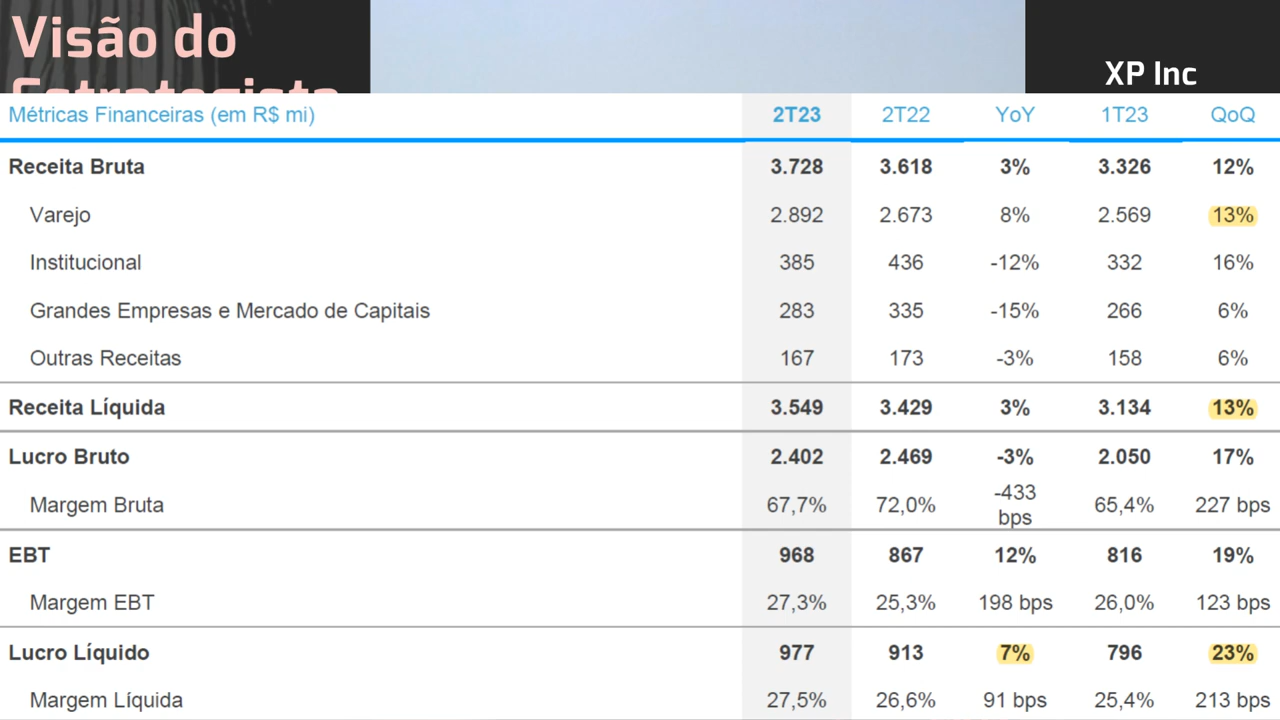 Visão do
Estrategista
XP Inc
Métricas Financeiras (em R$ mi) 2T23 2T22 YoY 1T23 QoQ
Receita Bruta 3.728 3.618 3% 3.326 12%
Varejo 2.892 2.673 8% 2.569 13%
Institucional 385 436 -12% 332 16%
Grandes Empresas e Mercado de Capitais 283 335 -15% 266 6%
Outras Receitas 167 173 -3% 158 6%
Receita Líquida 3.549 3.429 3% 3.134 13%
Lucro Bruto 2.402 2.469 -3% 2.050 17%
Margem Bruta 67,7% 72,0% -433 bps 65,4% 227 bps
EBT 968 867 12% 816 19%
Margem EBT 27,3% 25,3% 198 bps 26,0% 123 bps
Lucro Líquido 977 913 7% 796 23%
Margem Líquida 27,5% 26,6% 91 bps 25,4% 213 bps